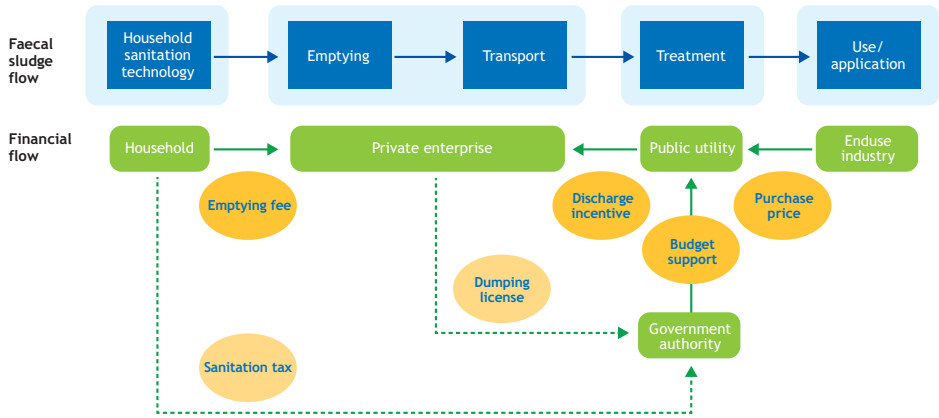 Faecal
sludge
flow
Household
sanitation
technology
Emptying
Transport
Treatment
Use/
application
Financial
flow
Household
Private enterprise
Public utility
Enduse
industry
Emptying fee
Discharge
incentive
Purchase
price
Budget
support
Dumping
license
Government
authority
Sanitation tax